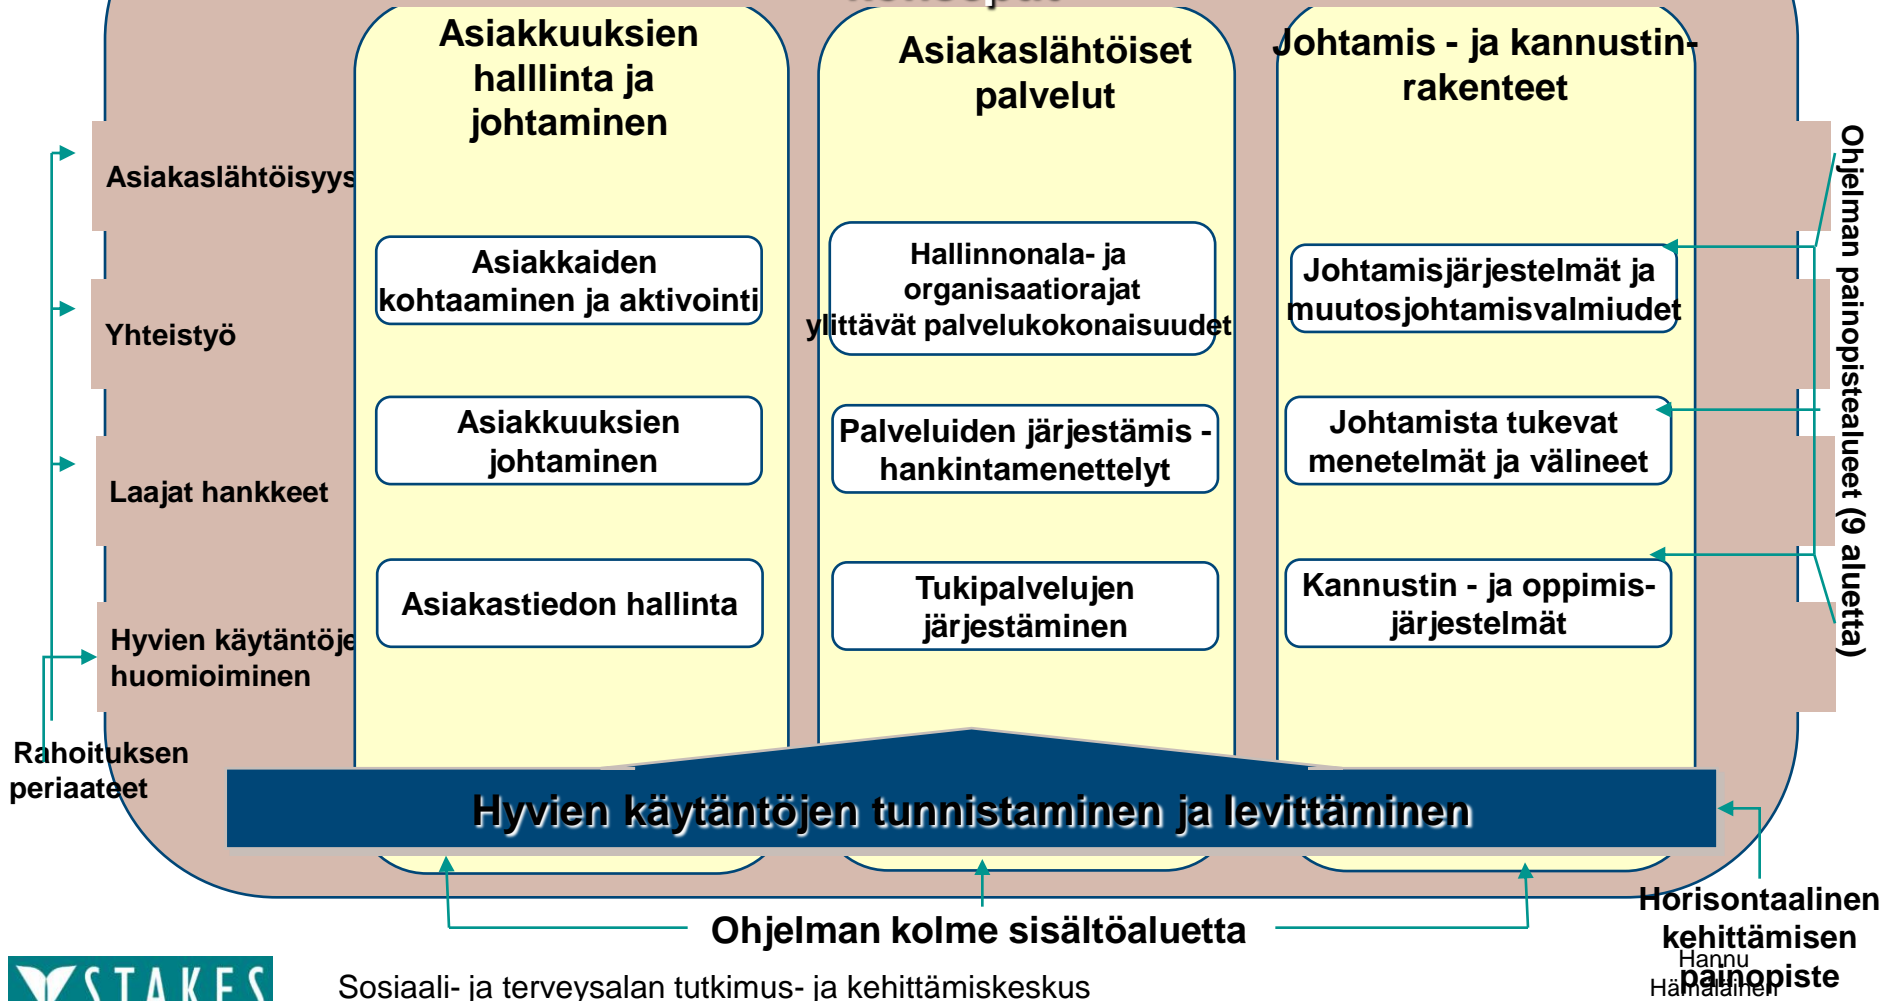 Asiakkuuksien
halllinta ja
johtaminen
Asiakaslähtöiset
palvelut
Johtamis - ja kannustin-
rakenteet
Asiakaslähtöisyys
Yhteistyö
Laajat hankkeet
Hyvien käytäntöje
huomioiminen
Rahoituksen
periaateet
Asiakkaiden
kohtaaminen ja aktivointi
Asiakkuuksien
johtaminen
Asiakastiedon hallinta
Hallinnonala- ja
organisaatiorajat
ylittävät palvelukokonaisuudet
Palveluiden järjestämis -
hankintamenettelyt
Tukipalvelujen
järjestäminen
Johtamisjärjestelmät ja
muutosjohtamisvalmiudet
Johtamista tukevat
menetelmät ja välineet
Kannustin - ja oppimis-
järjestelmät
Ohjelman painopistealueet (9 aluetta)
Hyvien käytäntöjen tunnistaminen ja levittäminen
Ohjelman kolme sisältöaluetta
Horisontaalinen
kehittämisen
painopiste
Hannu
Hämäläinen
STAKES
Sosiaali- ja terveysalan tutkimus- ja kehittämiskeskus